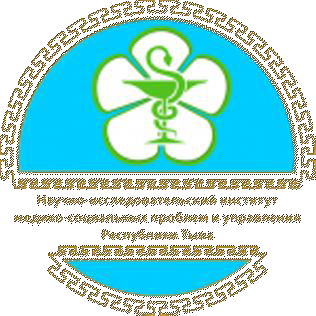 Научно-исследовательский институт
медико-социальных проблем и управления
Республики Тыва